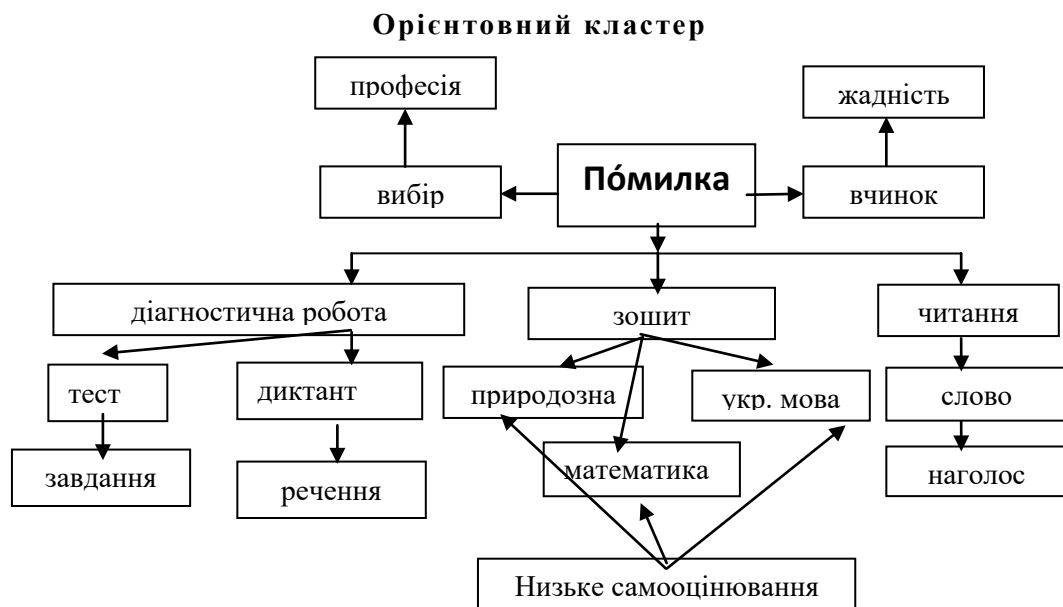 Орієнтовний кластер
професія
жадність
По́милка
вибір
вчинок
діагностична робота
зошит
читання
тест
диктант
природозна
укр. мова
слово
завдання
речення
математика
наголос
Низьке самооцінювання